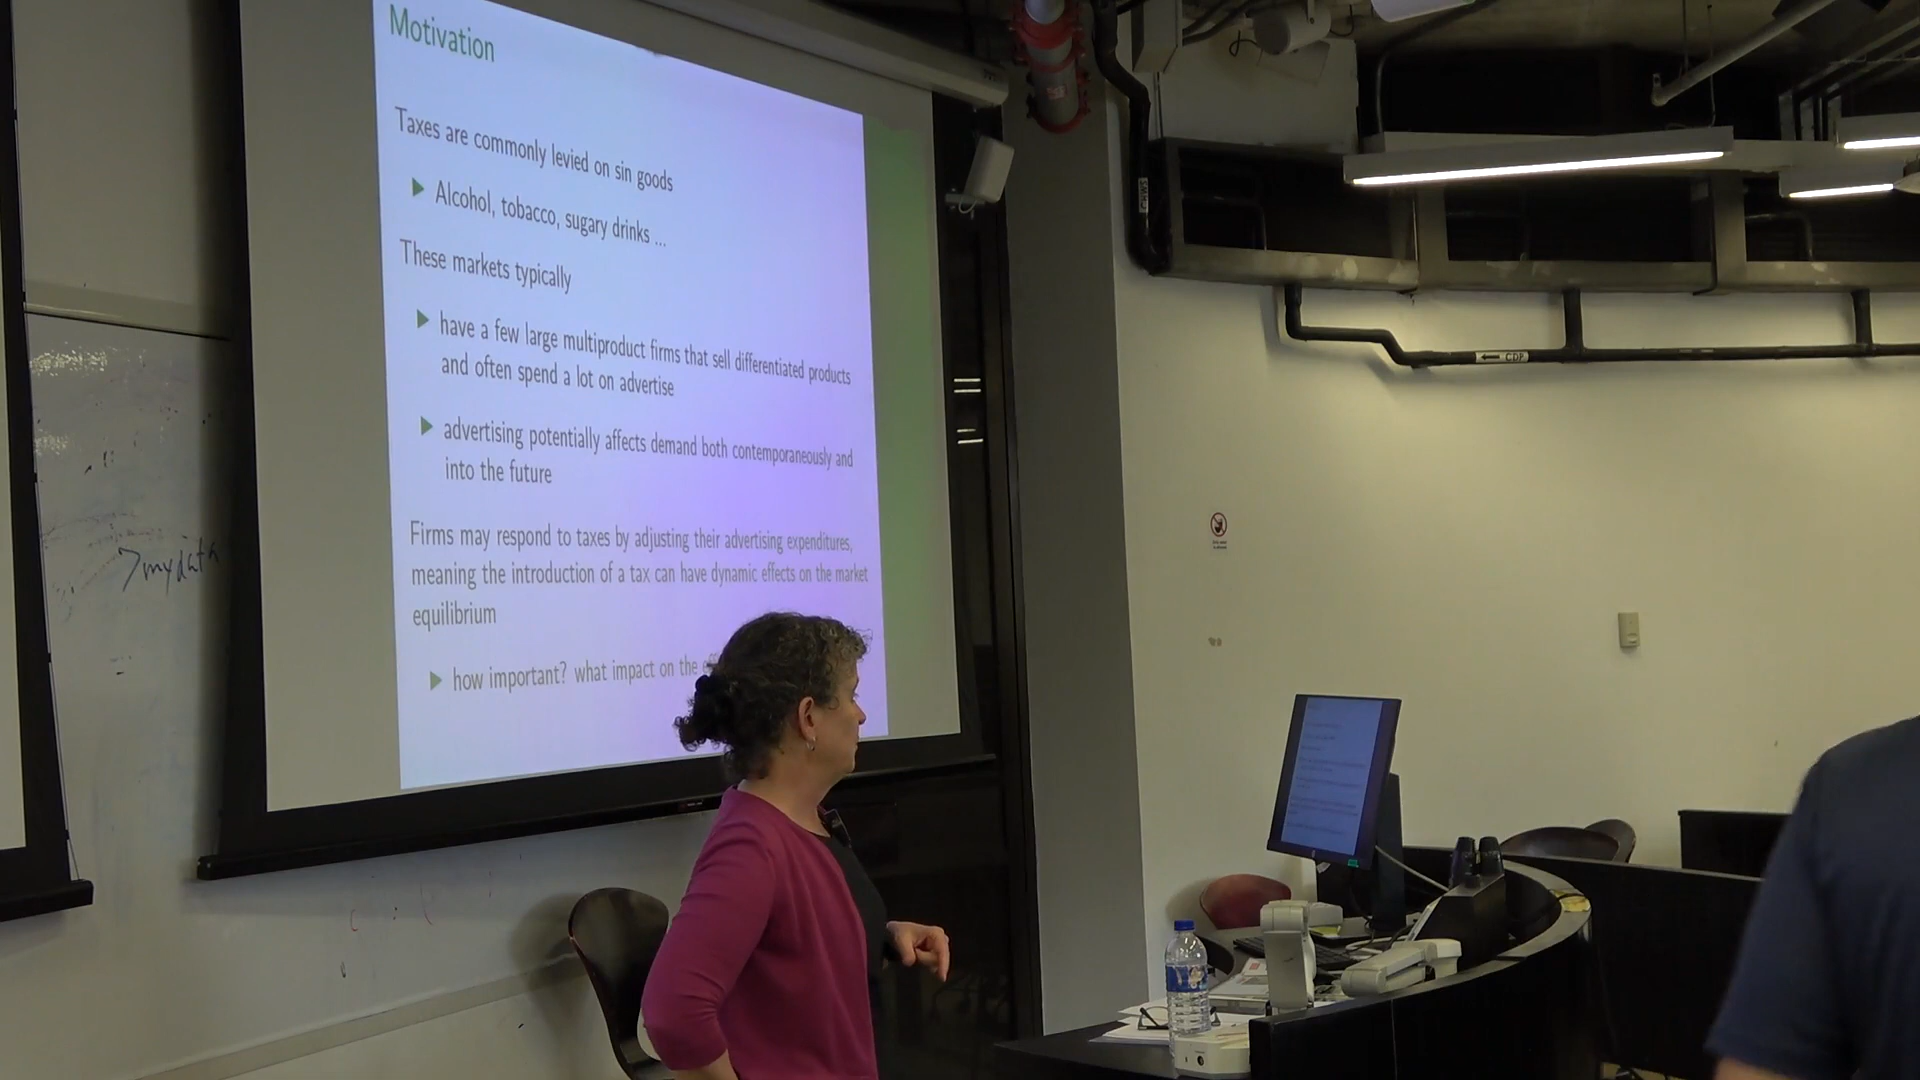 Motivation
Taxes are commonly levied on sin goods
Alcohol, tobacco, sugary drinks ...
These markets typically
have a few large multiproduct firms that sell differentiated products
and often spend a lot on advertise
advertising potentially affects demand both contemporaneously and
into the future
Firms may respond to taxes by adjusting their advertising expenditures,
meaning the introduction of a tax can have dynamic effects on the market
equilibrium
how important? what impact on the
>mydata
CHWS
← CDP